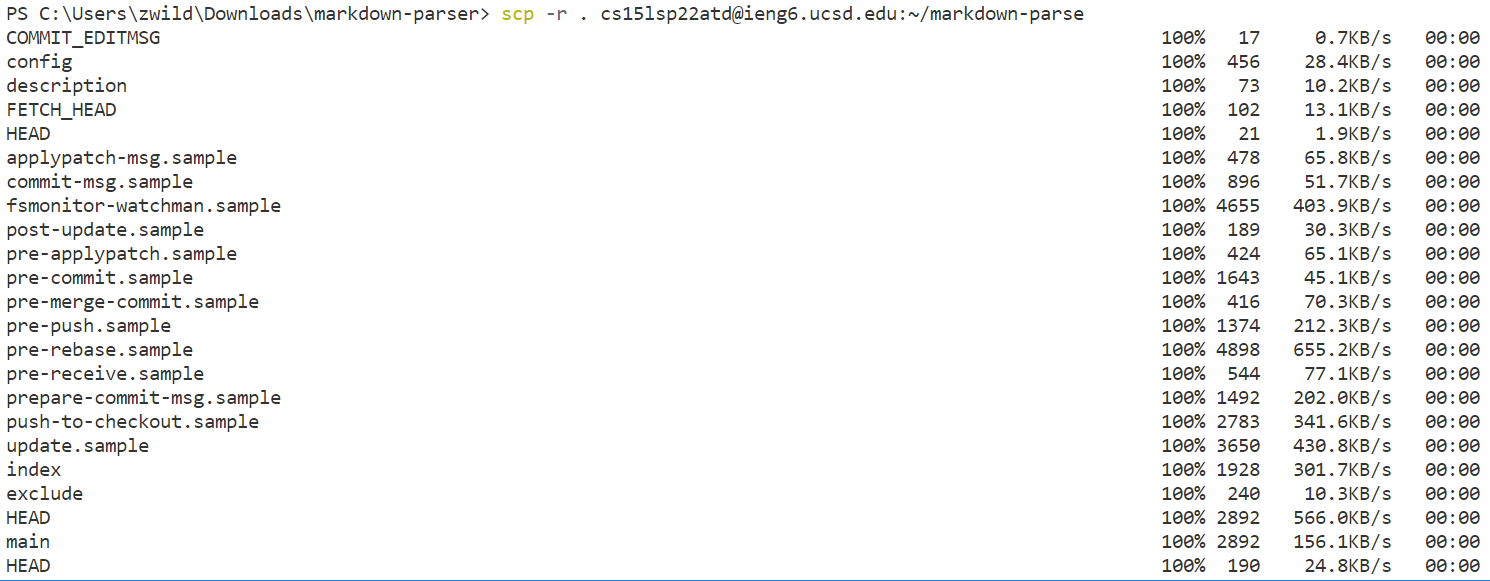 PS C:\Users\zwild\Downloads\markdown-parser> scp -r . cs15lsp22atd@ieng6.ucsd.edu:~/markdown-parse
COMMIT_EDITMSG 100% 17 0.7KB/s 00:00
config 100% 456 28.4KB/s 00:00
description 100% 73 10.2KB/s 00:00
FETCH_HEAD 100% 102 13.1KB/s 00:00
HEAD 100% 21 1.9KB/s 00:00
applypatch-msg.sample 100% 478 65.8KB/s 00:00
commit-msg.sample 100% 896 51.7KB/s 00:00
fsmonitor-watchman.sample 100% 4655 403.9KB/s 00:00
post-update.sample 100% 189 30.3KB/s 00:00
pre-applypatch.sample 100% 424 65.1KB/s 00:00
pre-commit.sample 100% 1643 45.1KB/s 00:00
pre-merge-commit.sample 100% 416 70.3KB/s 00:00
pre-push.sample 100% 1374 212.3KB/s 00:00
pre-rebase.sample 100% 4898 655.2KB/s 00:00
pre-receive.sample 100% 544 77.1KB/s 00:00
prepare-commit-msg.sample 100% 1492 202.0KB/s 00:00
push-to-checkout.sample 100% 2783 341.6KB/s 00:00
update.sample 100% 3650 430.8KB/s 00:00
index 100% 1928 301.7KB/s 00:00
exclude 100% 240 10.3KB/s 00:00
HEAD 100% 2892 566.0KB/s 00:00
main 100% 2892 156.1KB/s 00:00
HEAD 100% 190 24.8KB/s 00:00